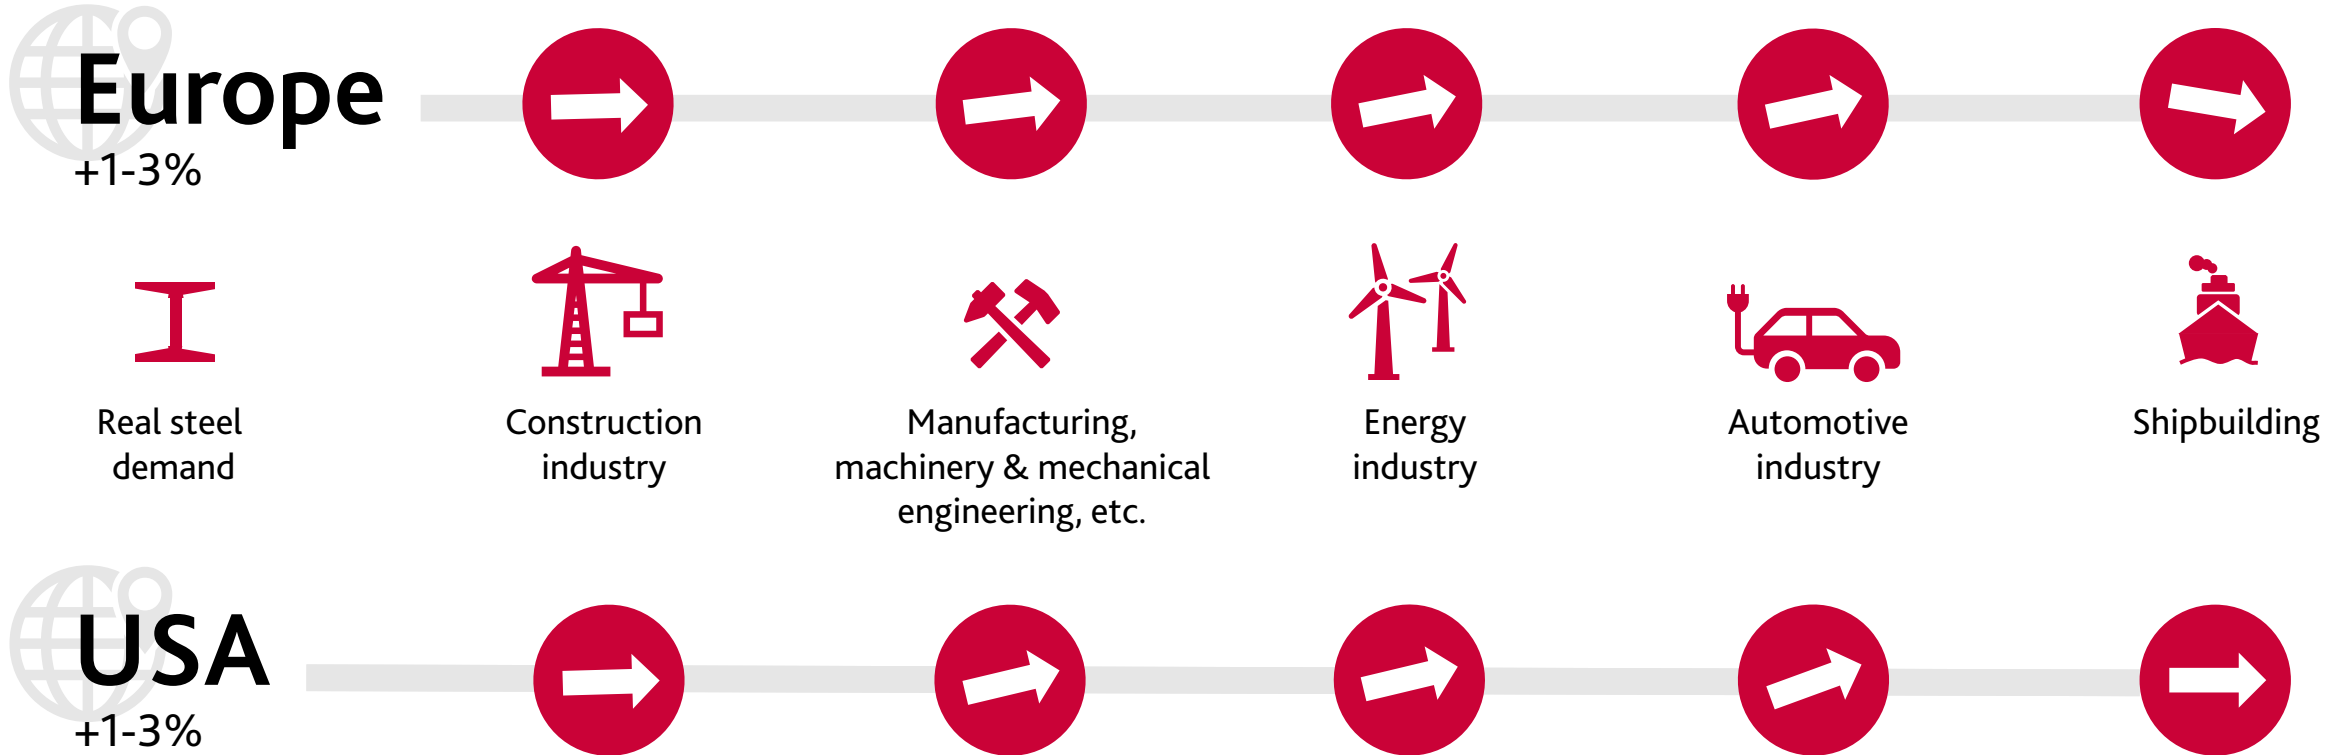 Europe
+1-3%
Real steel
demand
Construction
industry
Manufacturing,
machinery & mechanical
engineering, etc.
Energy
industry
Automotive
industry
Shipbuilding
USA
+1-3%